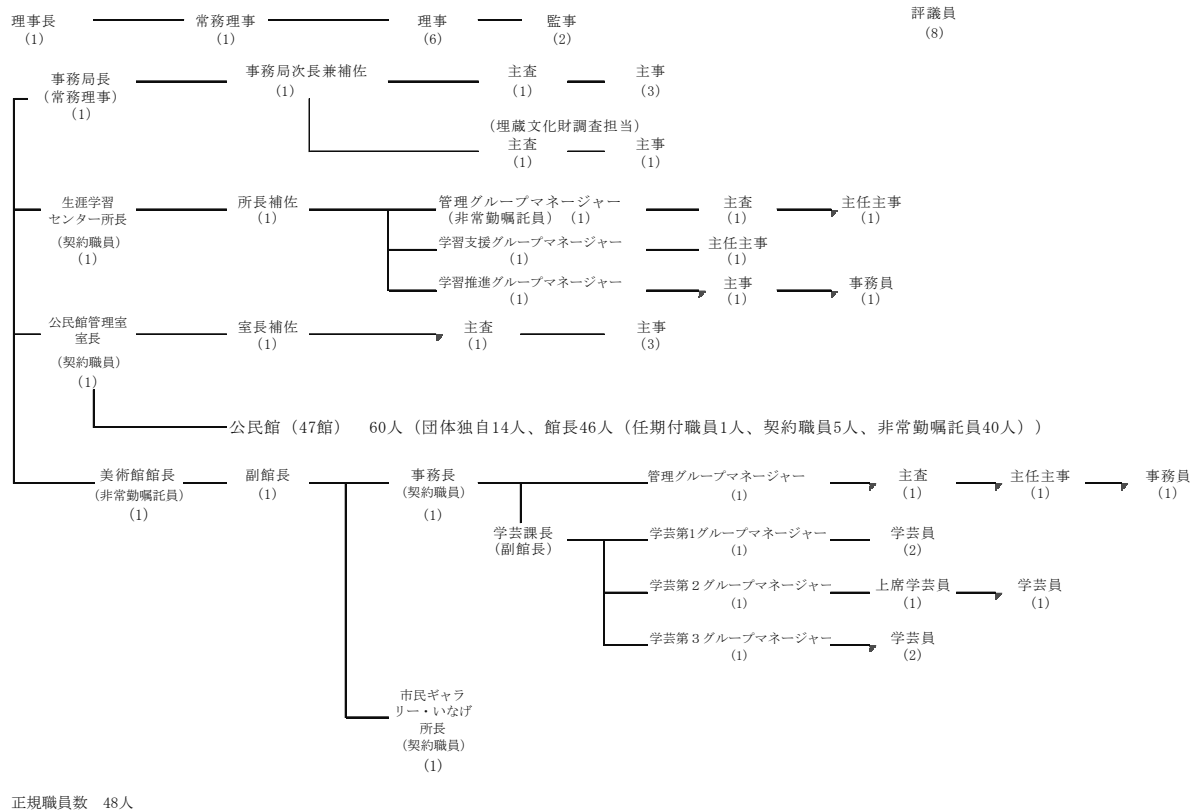 理事長 常務理事 理事 監事 評議員
(1) (1) (6) (2) (8)
事務局長 事務局次長兼補佐 主査 主事
(常務理事) (1) (1) (3)
(1)
(埋蔵文化財調査担当)
主査 主事
(1) (1)
生涯学習 所長補佐 管理グループマネージャー 主査 主任主事
センター所長 (1) (非常勤嘱託員) (1) (1) (1)
(契約職員) 学習支援グループマネージャー 主任主事
(1) (1) (1)
学習推進グループマネージャー 主事 事務員
(1) (1) (1)
公民館管理室 室長補佐 主査 主事
室長 (1) (1) (3)
(契約職員)
(1)
公民館(47館) 60人(団体独自14人、館長46人(任期付職員1人、契約職員5人、非常勤嘱託員40人))
美術館館長 副館長 事務長 管理グループマネージャー 主査 主任主事 事務員
(非常勤嘱託員) (1) (契約職員) (1) (1) (1) (1)
(1) (1)
学芸課長 学芸第1グループマネージャー 学芸員
(副館長) (1) (2)
学芸第2グループマネージャー 上席学芸員 学芸員
(1) (1) (1)
学芸第3グループマネージャー 学芸員
(1) (2)
市民ギャラ
リー・いなげ
所長
(契約職員)
(1)
正規職員数 48人